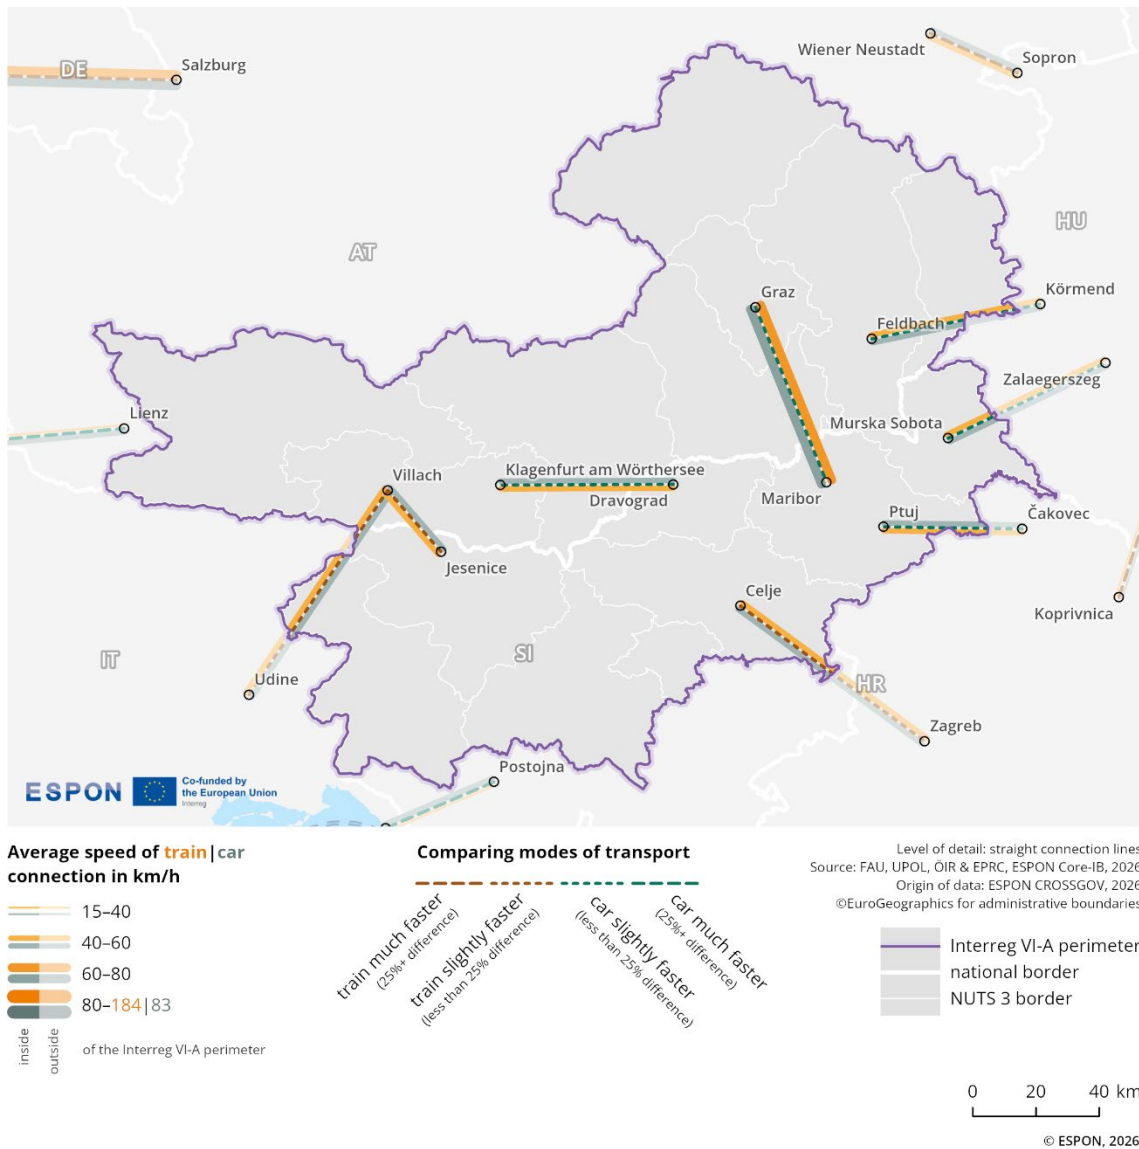 DE
Salzburg
Wiener Neustadt
Sopron
AT
HU
Graz
Körmend
Feldbach
Zalaegerszeg
Lienz
Murska Sobota
Villach
Klagenfurt am Wörthersee
Dravograd
Maribor
Ptuj
Čakovec
Jesenice
Celje
Koprivnica
IT
SI
HR
Udine
Zagreb
Postojna
ESPON
Co-funded by
the European Union
Interreg
Average speed of train|car
connection in km/h
15–40
40–60
60–80
80–184|83
inside
outside
of the Interreg VI-A perimeter
Comparing modes of transport
train much faster
(25%+ difference)
train slightly faster
(less than 25% difference)
car slightly faster
(less than 25% difference)
car much faster
(25%+ difference)
Level of detail: straight connection lines
Source: FAU, UPOL, ÖIR & EPRC, ESPON Core-IB, 2026
Origin of data: ESPON CROSSGOV, 2026
©EuroGeographics for administrative boundaries
Interreg VI-A perimeter
national border
NUTS 3 border
0 20 40 km
© ESPON, 2026